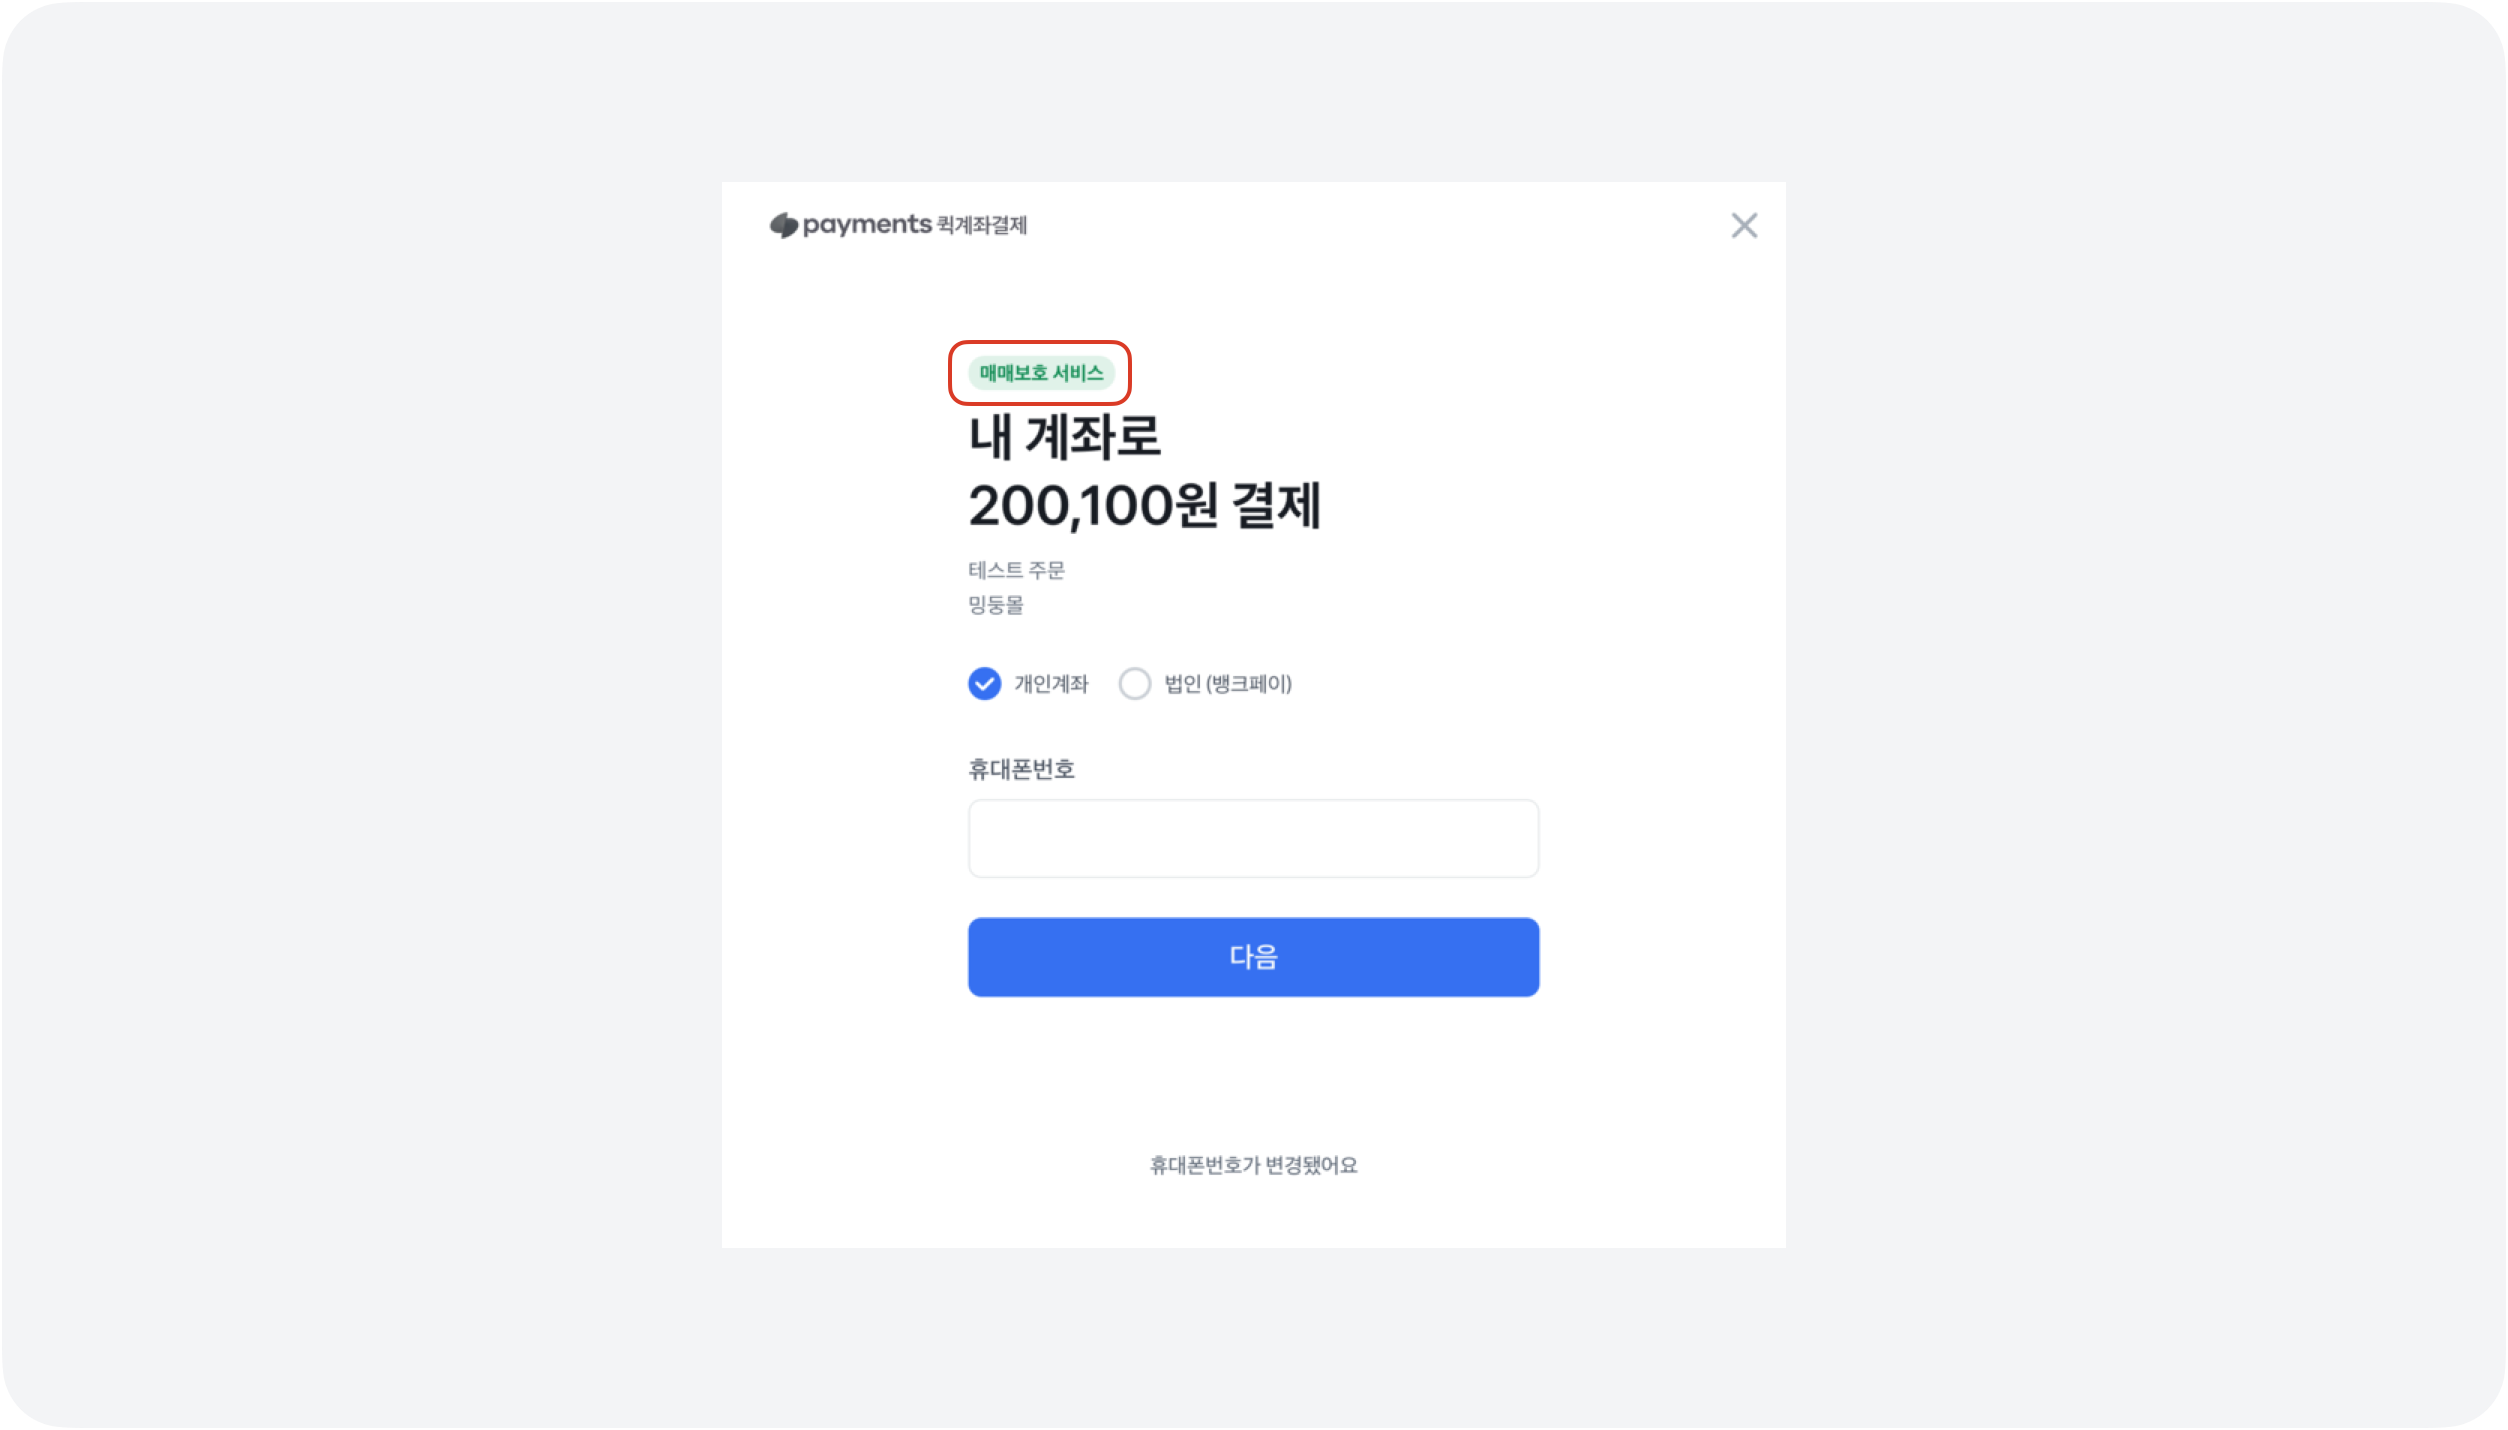 payments 퀵계좌결제
매매보호 서비스
내 계좌로
200,100원 결제
테스트 주문
밍둥몰
개인계좌 법인 (뱅크페이)
휴대폰번호
다음
휴대폰번호가 변경됐어요